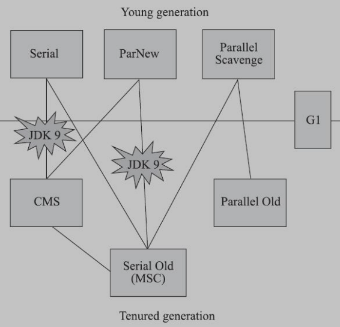 Young generation
Serial
ParNew
Parallel
Scavenge
G1
JDK 9
JDK 9
CMS
Parallel Old
Serial Old
(MSC)
Tenured generation